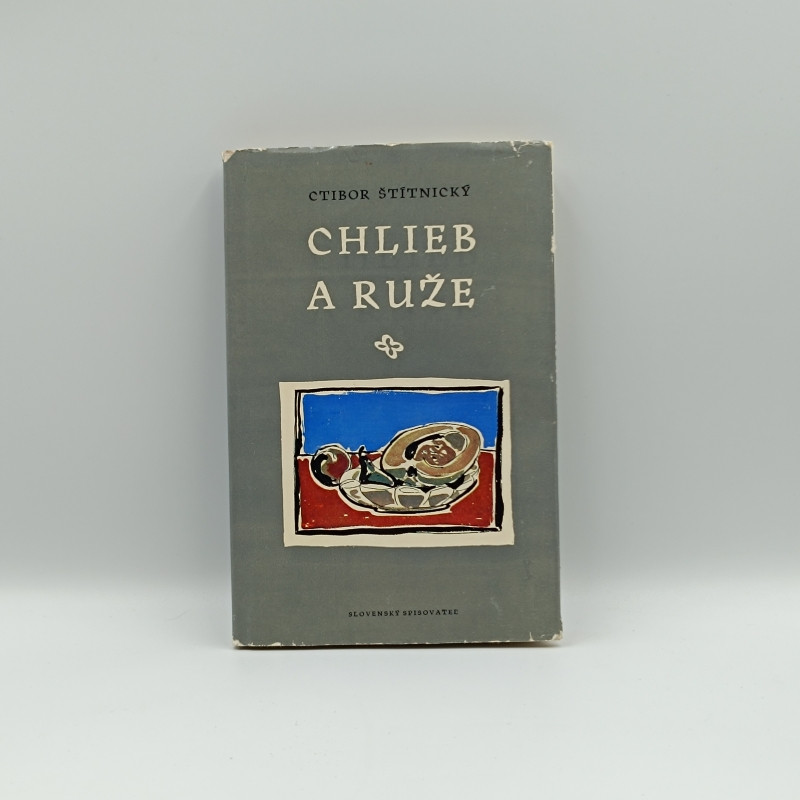 CTIBOR ŠTÍTNICKÝ
CHLIEB
A RUŽE
SLOVENSKÝ SPISOVATEĽ